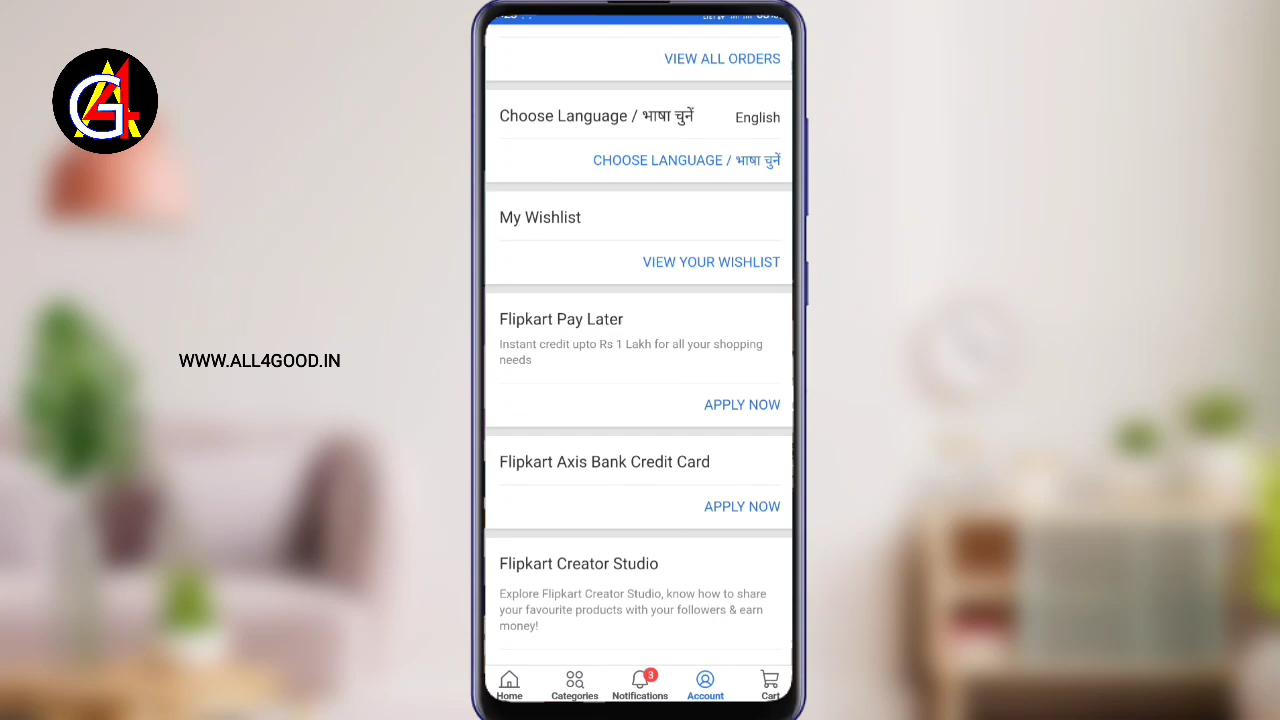 VIEW ALL ORDERS
Choose Language / भाषा चुनें English
CHOOSE LANGUAGE / भाषा चुनें
My Wishlist
VIEW YOUR WISHLIST
WWW.ALL4GOOD.IN
Flipkart Pay Later
Instant credit upto Rs 1 Lakh for all your shopping
needs
APPLY NOW
Flipkart Axis Bank Credit Card
APPLY NOW
Flipkart Creator Studio
Explore Flipkart Creator Studio, know how to share
your favourite products with your followers & earn
money!
3
Home Categories Notifications Account Cart